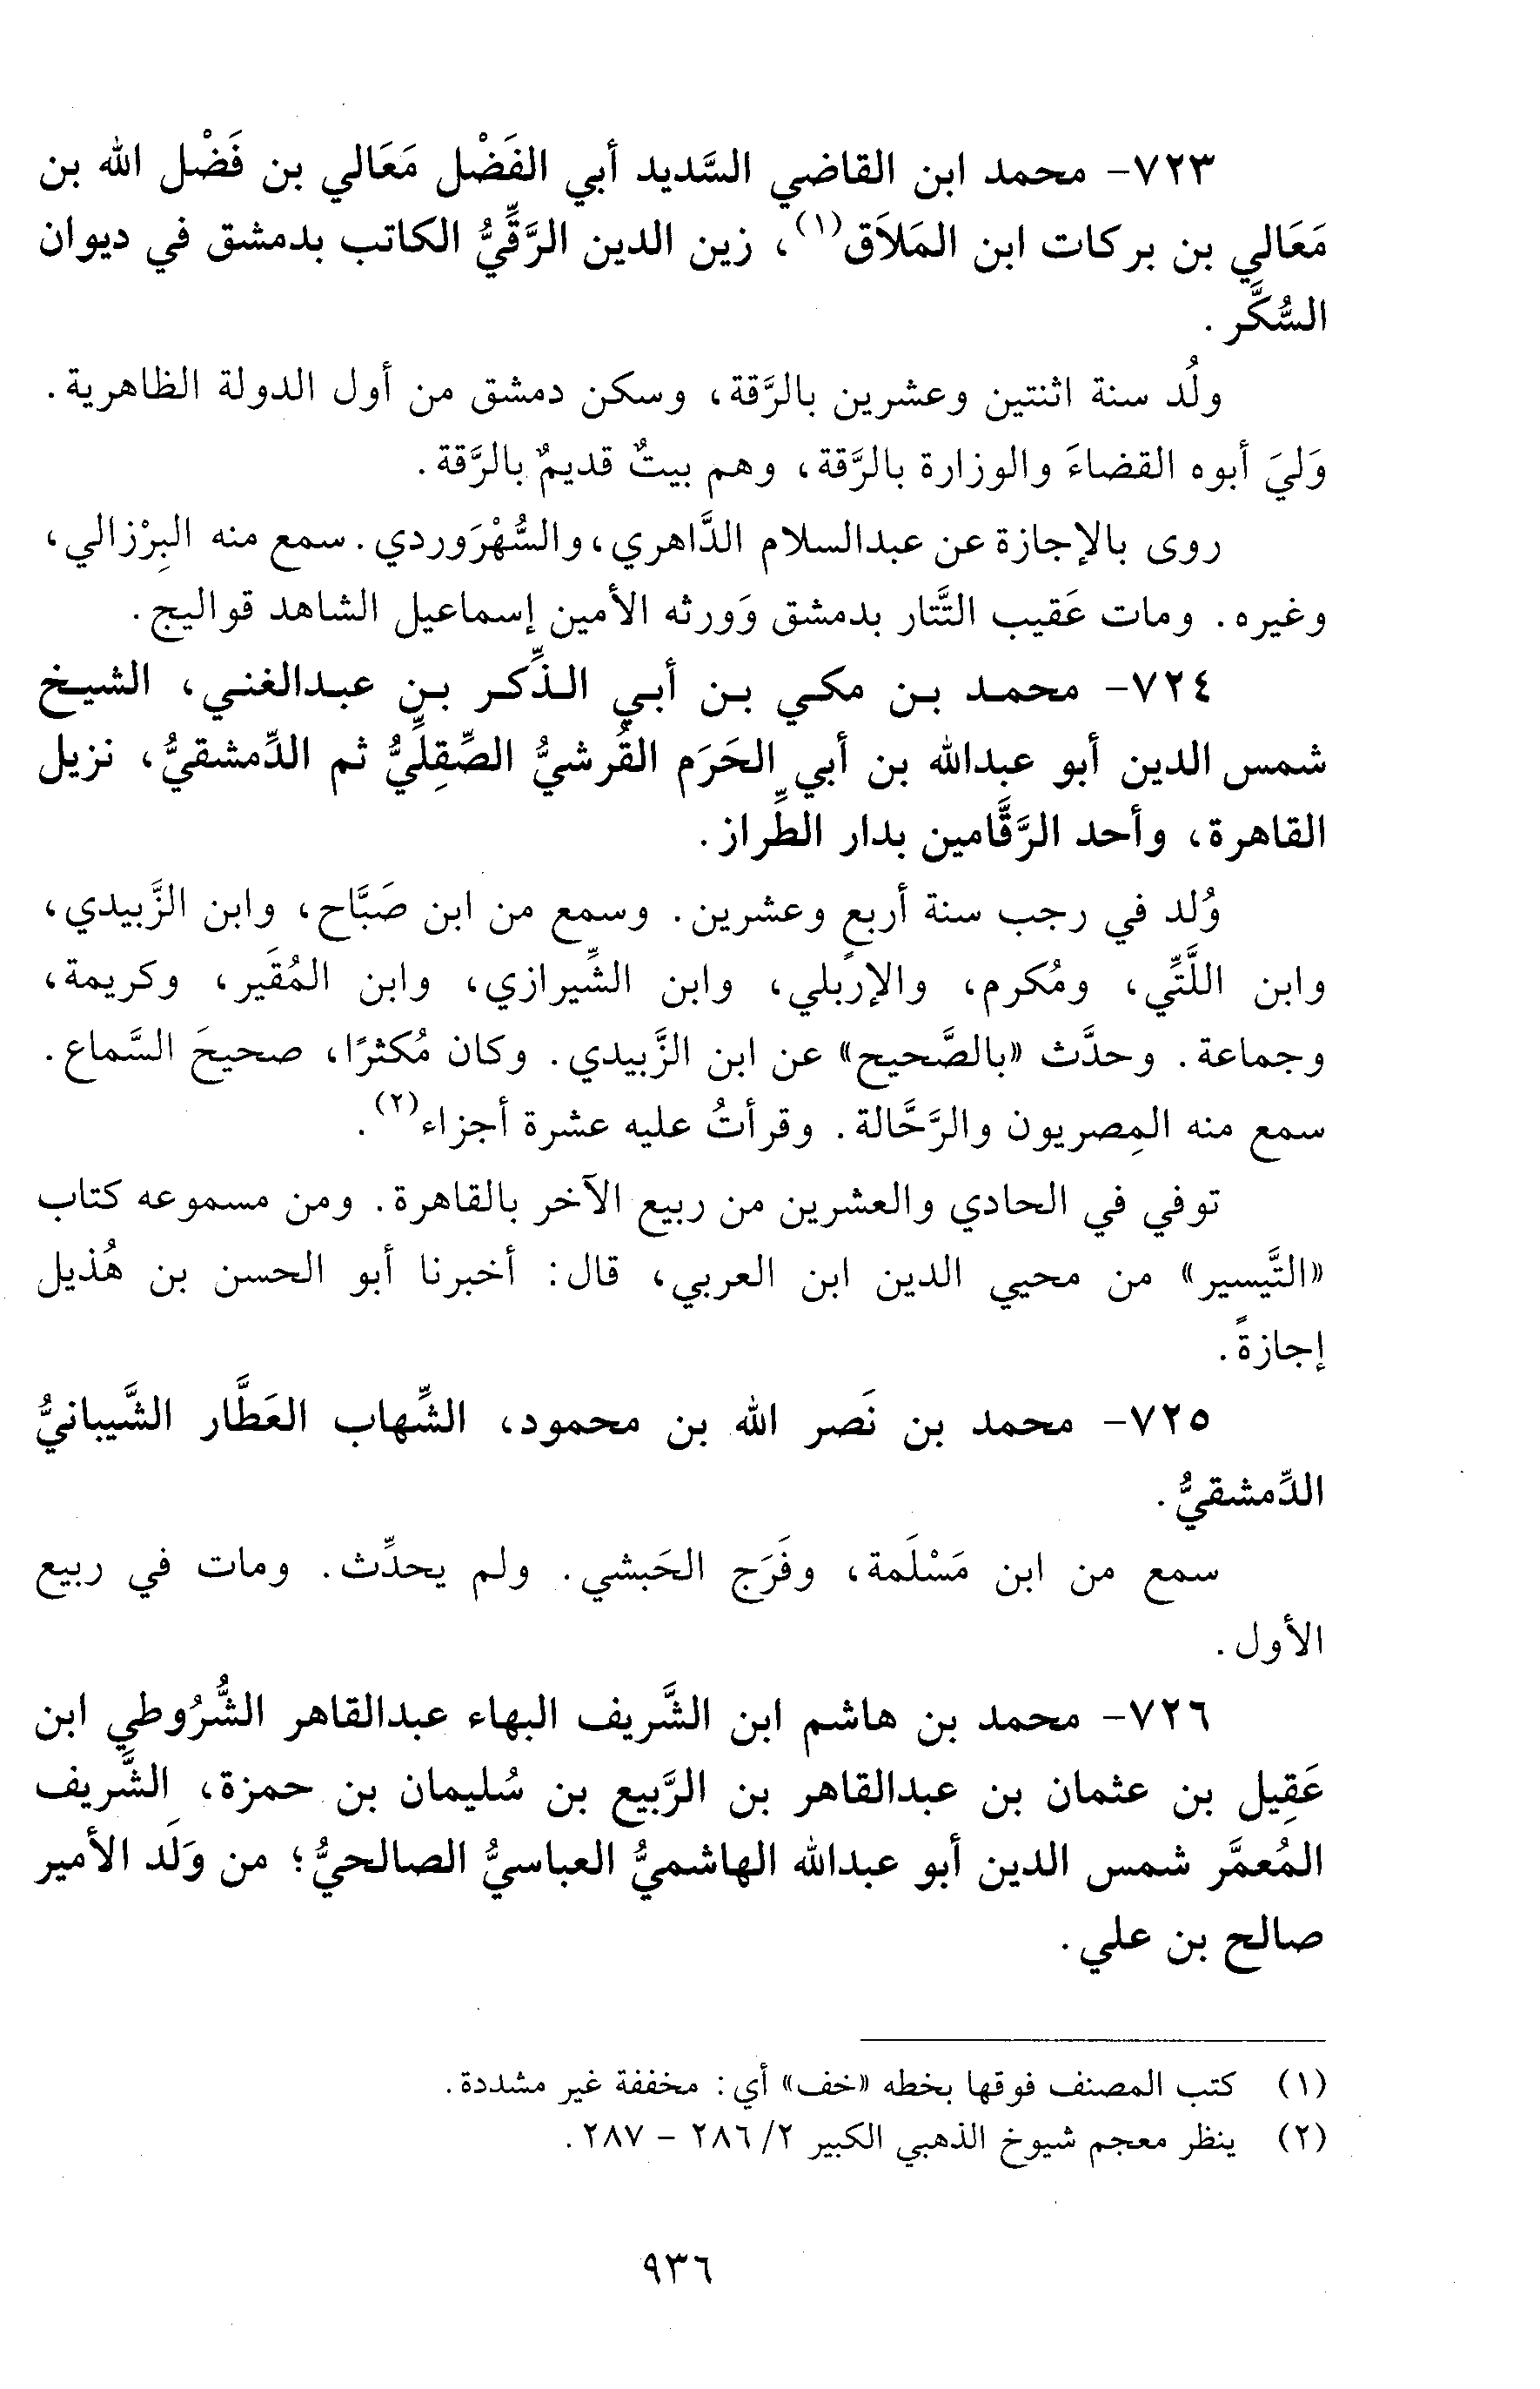 ٧٢٣- محمد ابن القاضي السَّديد أبي الفَضْل مَعَالي بن فَضْل الله بن
مَعَالي بن بركات ابن المَلاَق(١)، زين الدين الرَّقِّيُّ الكاتب بدمشق في ديوان
السُّكَّر.
ولُد سنة اثنتين وعشرين بالرَّقة، وسكن دمشق من أول الدولة الظاهرية.
وَليَ أبوه القضاءَ والوزارة بالرَّقة، وهم بيتٌ قديمٌ بالرَّقة.
روى بالإجازة عن عبدالسلام الدَّاهري، والسُّهْرَوردي. سمع منه البِرْزالي،
وغيره. ومات عَقيب التَّتار بدمشق وَورثه الأمين إسماعيل الشاهد قواليج.
٧٢٤- محمد بن مكي بن أبي الذِّكر بن عبدالغني، الشيخ
شمس الدين أبو عبدالله بن أبي الحَرَم القُرشيُّ الصِّقِلِّيُّ ثم الدِّمشقيُّ، نزيل
القاهرة، وأحد الرَّقَّامين بدار الطِّراز.
وُلد في رجب سنة أربعٍ وعشرين. وسمع من ابن صَبَّاح، وابن الزَّبيدي،
وابن اللَّتِّي، ومُكرم، والإرْبلي، وابن الشِّيرازي، وابن المُقَير، وكريمة،
وجماعة. وحدَّث «بالصَّحيح» عن ابن الزَّبيدي. وكان مُكثرًا، صحيحَ السَّماع.
سمع منه المِصريون والرَّحَّالة. وقرأتُ عليه عشرة أجزاء(٢).
توفي في الحادي والعشرين من ربيع الآخر بالقاهرة. ومن مسموعه كتاب
«التَّيسير» من محيي الدين ابن العربي، قال: أخبرنا أبو الحسن بن هُذيل
إجازةً.
٧٢٥- محمد بن نَصر الله بن محمود، الشِّهاب العَطَّار الشَّيبانيُّ
الدِّمشقيُّ.
سمع من ابن مَسْلَمة، وفَرَج الحَبشي. ولم يحدِّث. ومات في ربيع
الأول.
٧٢٦- محمد بن هاشم ابن الشَّريف البهاء عبدالقاهر الشُّرُوطي ابن
عَقِيل بن عثمان بن عبدالقاهر بن الرَّبيع بن سُليمان بن حمزة، الشَّريف
المُعمَّر شمس الدين أبو عبدالله الهاشميُّ العباسيُّ الصالحيُّ؛ من وَلَد الأمير
صالح بن علي.
(١) كتب المصنف فوقها بخطه «خف» أي: مخففة غير مشددة.
(٢) ينظر معجم شيوخ الذهبي الكبير ٢/ ٢٨٦ - ٢٨٧.
٩٣٦